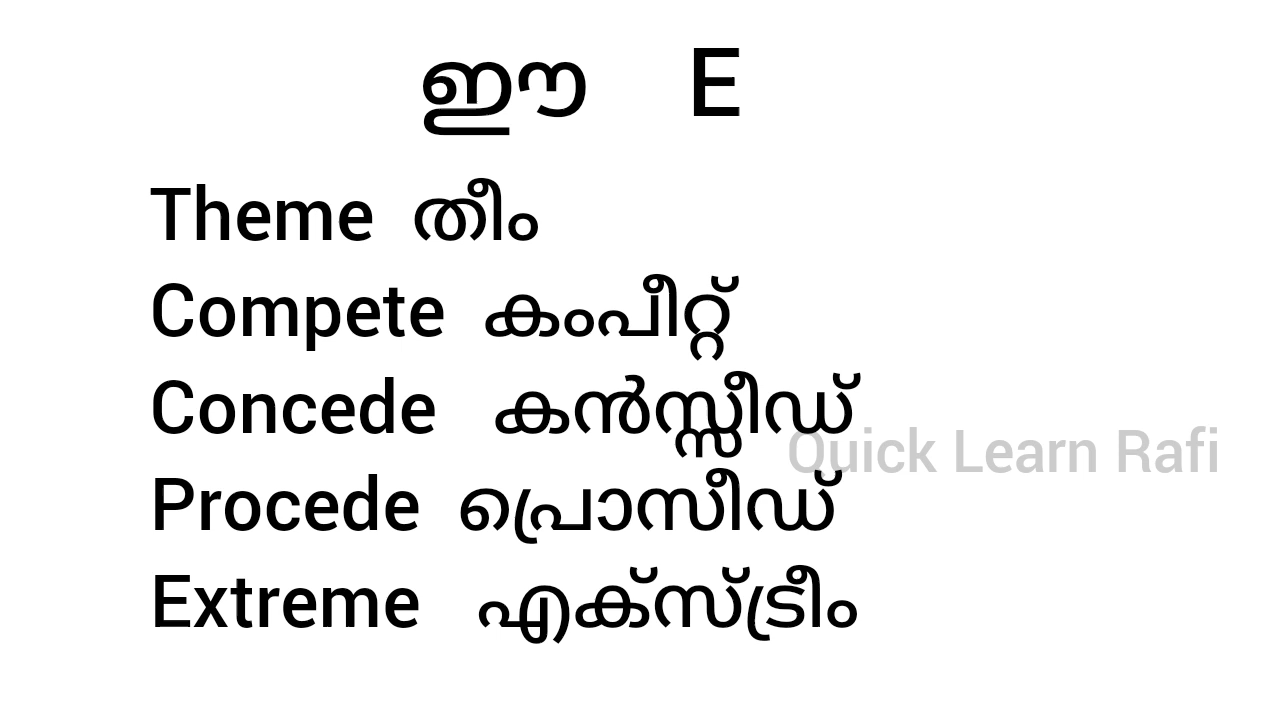 ഈ E
Theme തീം
Compete കംപീറ്റ്
Concede കൻസ്സീഡ്
Quick Learn Rafi
Procede പ്രൊസീഡ്
Extreme എക്സ്ട്രീം